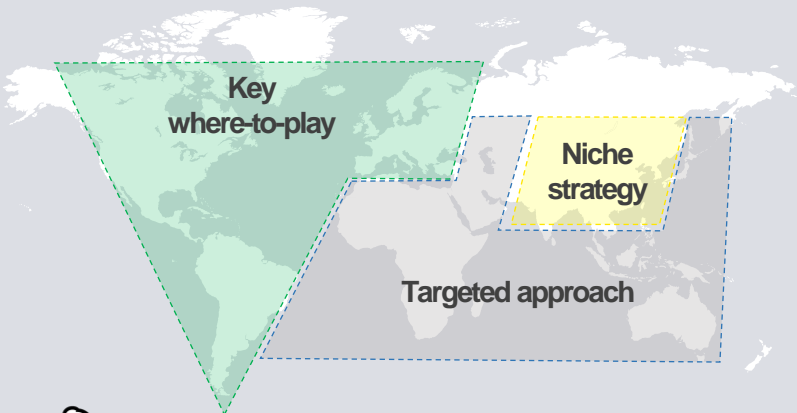 Key
where-to-play
Niche
strategy
Targeted approach